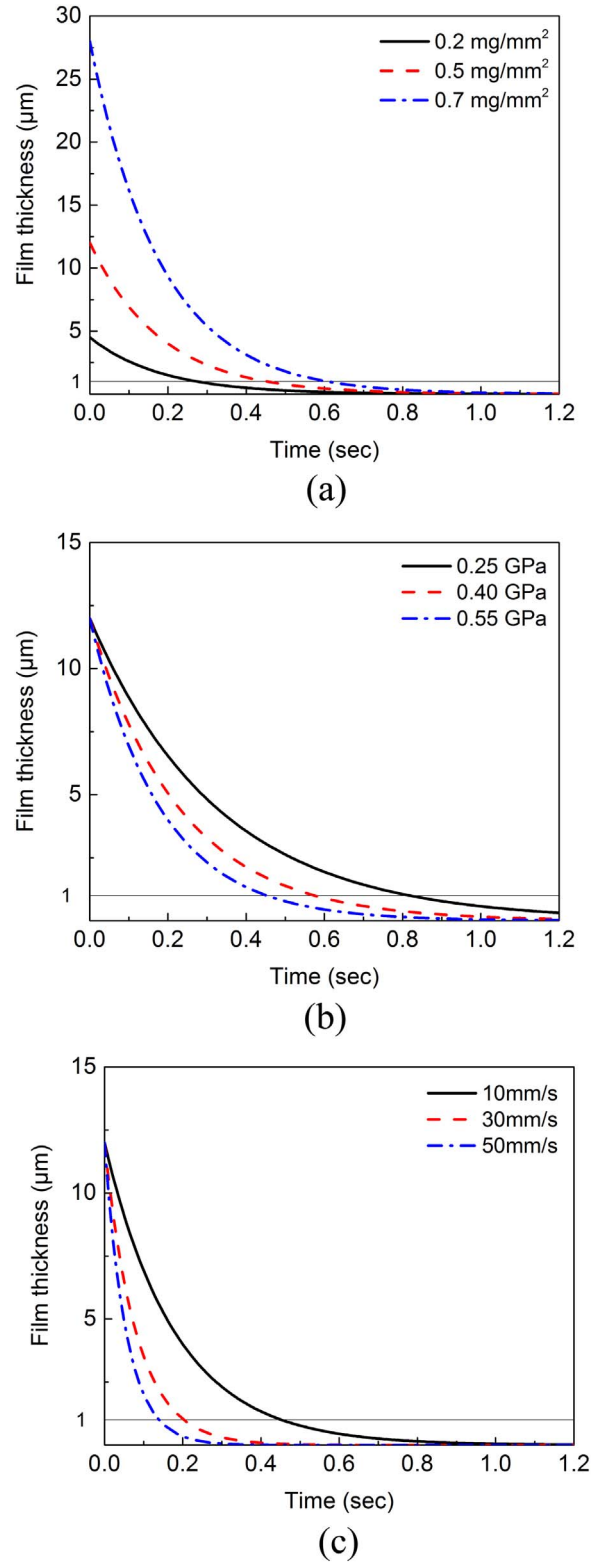 30
25
20
15
10
5
1
Film thickness (μm)
0.2 mg/mm²
0.5 mg/mm²
0.7 mg/mm²
0.0 0.2 0.4 0.6 0.8 1.0 1.2
Time (sec)
(a)
15
10
5
1
Film thickness (μm)
0.25 GPa
0.40 GPa
0.55 GPa
0.0 0.2 0.4 0.6 0.8 1.0 1.2
Time (sec)
(b)
15
10
5
1
Film thickness (μm)
10mm/s
30mm/s
50mm/s
0.0 0.2 0.4 0.6 0.8 1.0 1.2
Time (sec)
(c)